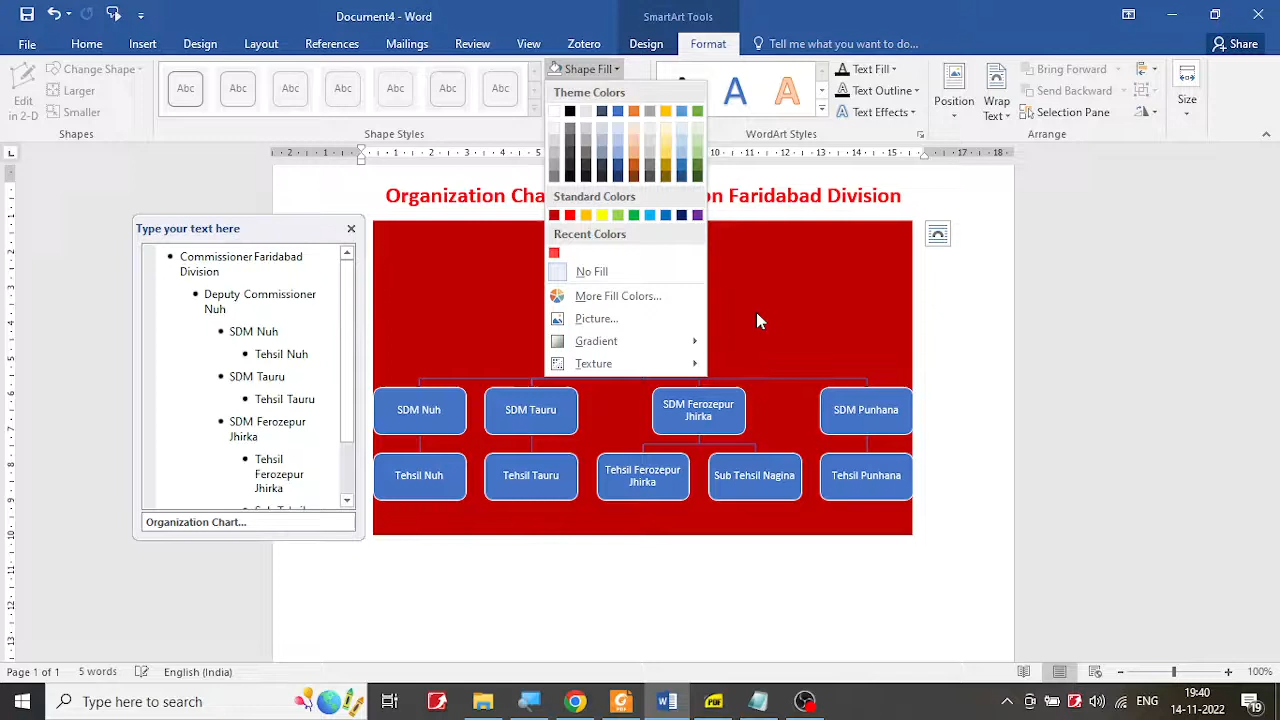 Document4 - Word
SmartArt Tools
File
Home
Insert
Design
Layout
References
Mailings
Review
View
Zotero
Design
Format
Tell me what you want to do...
Share
Edit
in 2-D
Change Shape
Larger
Smaller
Shapes
Abc
Abc
Abc
Abc
Abc
Abc
Abc
Shape Styles
Shape Fill
A
A
WordArt Styles
Text Fill
Text Outline
Text Effects
Position
Wrap
Text
Bring Forward
Send Backward
Selection Pane
Arrange
Size
Theme Colors
Standard Colors
Recent Colors
No Fill
More Fill Colors...
Picture...
Gradient
Texture
Organization Cha
on Faridabad Division
Type your text here
Commissioner Faridabad
Division
Deputy Commissioner
Nuh
SDM Nuh
Tehsil Nuh
SDM Tauru
Tehsil Tauru
SDM Ferozepur
Jhirka
Tehsil
Ferozepur
Jhirka
Organization Chart...
SDM Nuh
SDM Tauru
SDM Ferozepur
Jhirka
SDM Punhana
Tehsil Nuh
Tehsil Tauru
Tehsil Ferozepur
Jhirka
Sub Tehsil Nagina
Tehsil Punhana
Page 1 of 1
5 words
English (India)
100%
Type here to search
PDF
ENG
19:40
14-11-2022
19